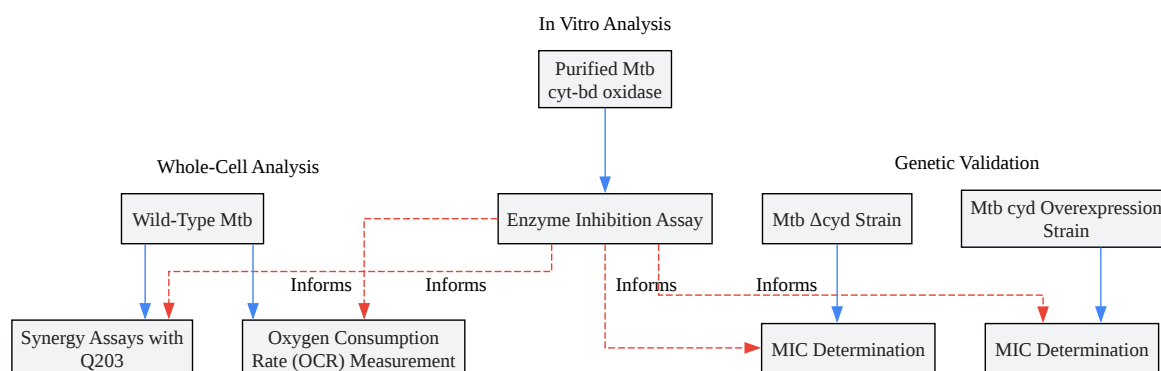 In Vitro Analysis
Purified Mtb
cyt-bd oxidase
Whole-Cell Analysis
Genetic Validation
Wild-Type Mtb
Enzyme Inhibition Assay
Mtb Δcyd Strain
Mtb cyd Overexpression
Strain
Informs
Informs
Informs
Informs
Synergy Assays with
Q203
Oxygen Consumption
Rate (OCR) Measurement
MIC Determination
MIC Determination